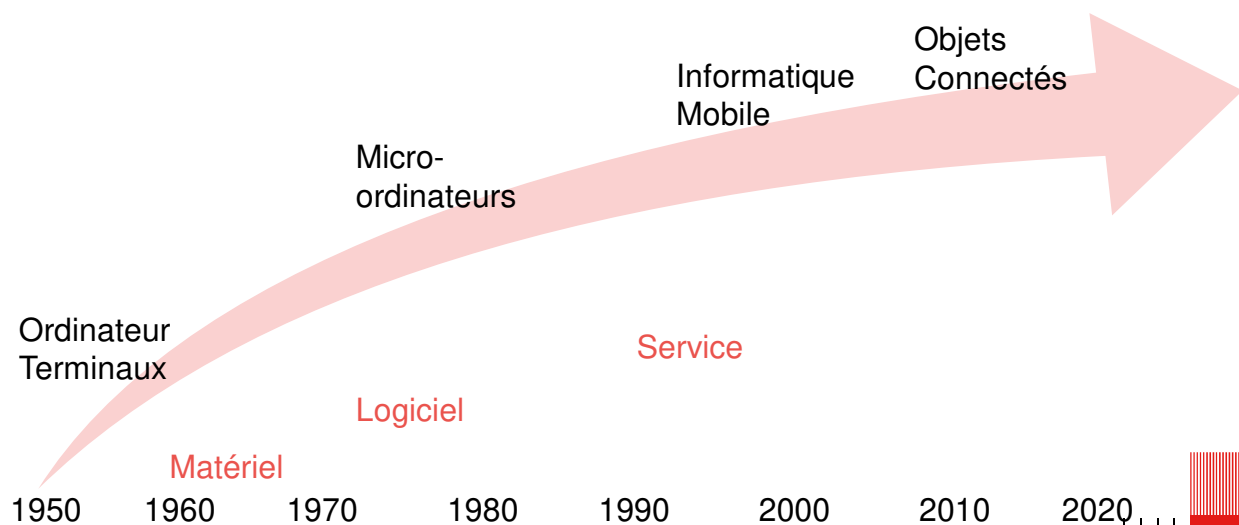 Objets
Connectés
Informatique
Mobile
Micro-
ordinateurs
Ordinateur
Terminaux
Service
Logiciel
Matériel
1950 1960 1970 1980 1990 2000 2010 2020